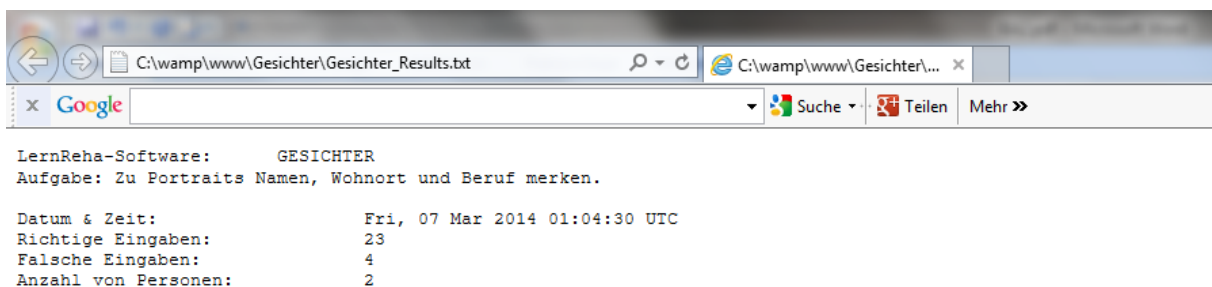 C:\wamp\www\Gesichter\Gesichter_Results.txt
C:\wamp\www\Gesichter\...
x Google Suche Teilen Mehr »
LernReha-Software: GESICHTER
Aufgabe: Zu Portraits Namen, Wohnort und Beruf merken.
Datum & Zeit: Fri, 07 Mar 2014 01:04:30 UTC
Richtige Eingaben: 23
Falsche Eingaben: 4
Anzahl von Personen: 2